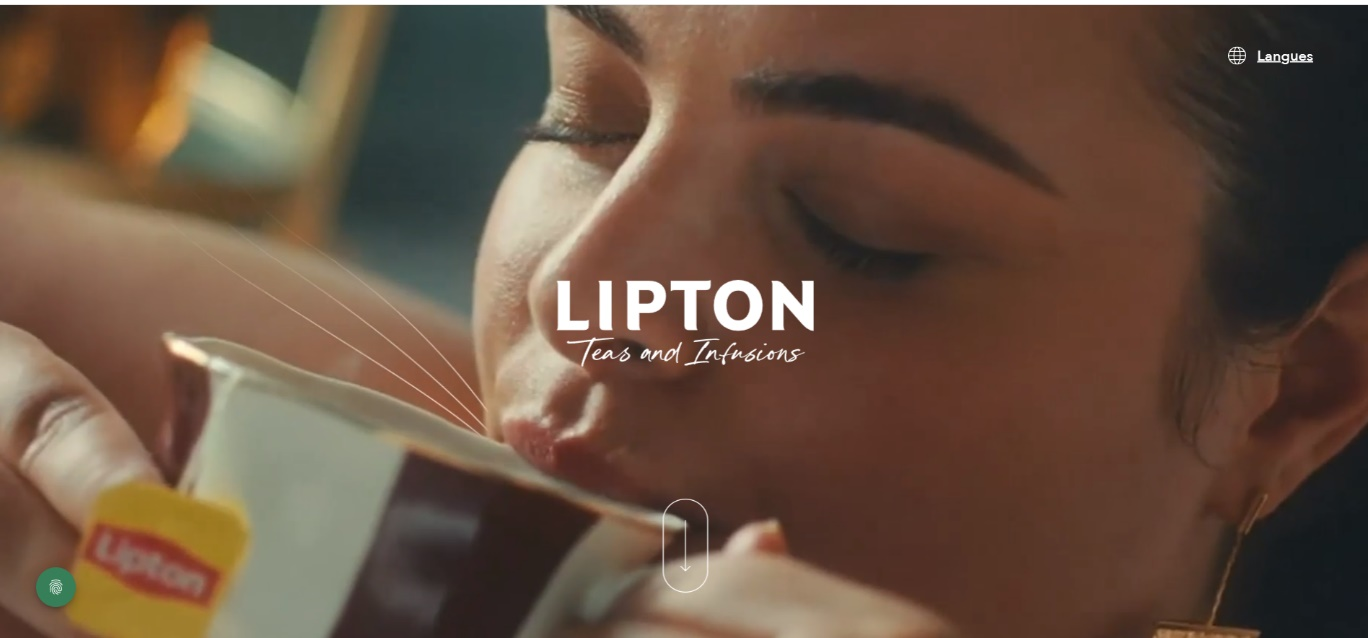 Langues
LIPTON
Teas and Infusions
Lipton